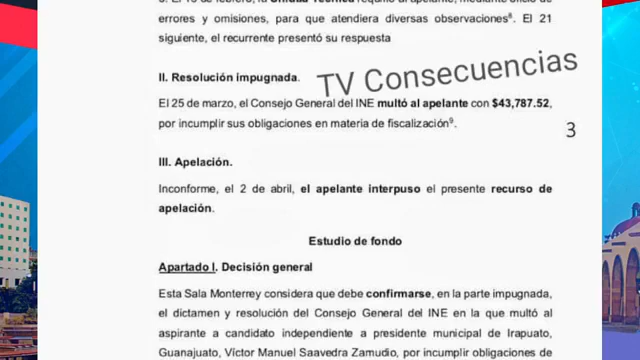 errores y omisiones, para que atendiera diversas observaciones⁸. El 21
siguiente, el recurrente presentó su respuesta
II. Resolución impugnada.
TV Consecuencias
El 25 de marzo, el Consejo General del INE multó al apelante con $43,787.52,
por incumplir sus obligaciones en materia de fiscalización⁹.
3
III. Apelación.
Inconforme, el 2 de abril, el apelante interpuso el presente recurso de
apelación.
Estudio de fondo
Apartado I. Decisión general
Esta Sala Monterrey considera que debe confirmarse, en la parte impugnada,
el dictamen y resolución del Consejo General del INE en la que multó al
aspirante a candidato independiente a presidente municipal de Irapuato,
Guanajuato, Víctor Manuel Saavedra Zamudio, por incumplir obligaciones de